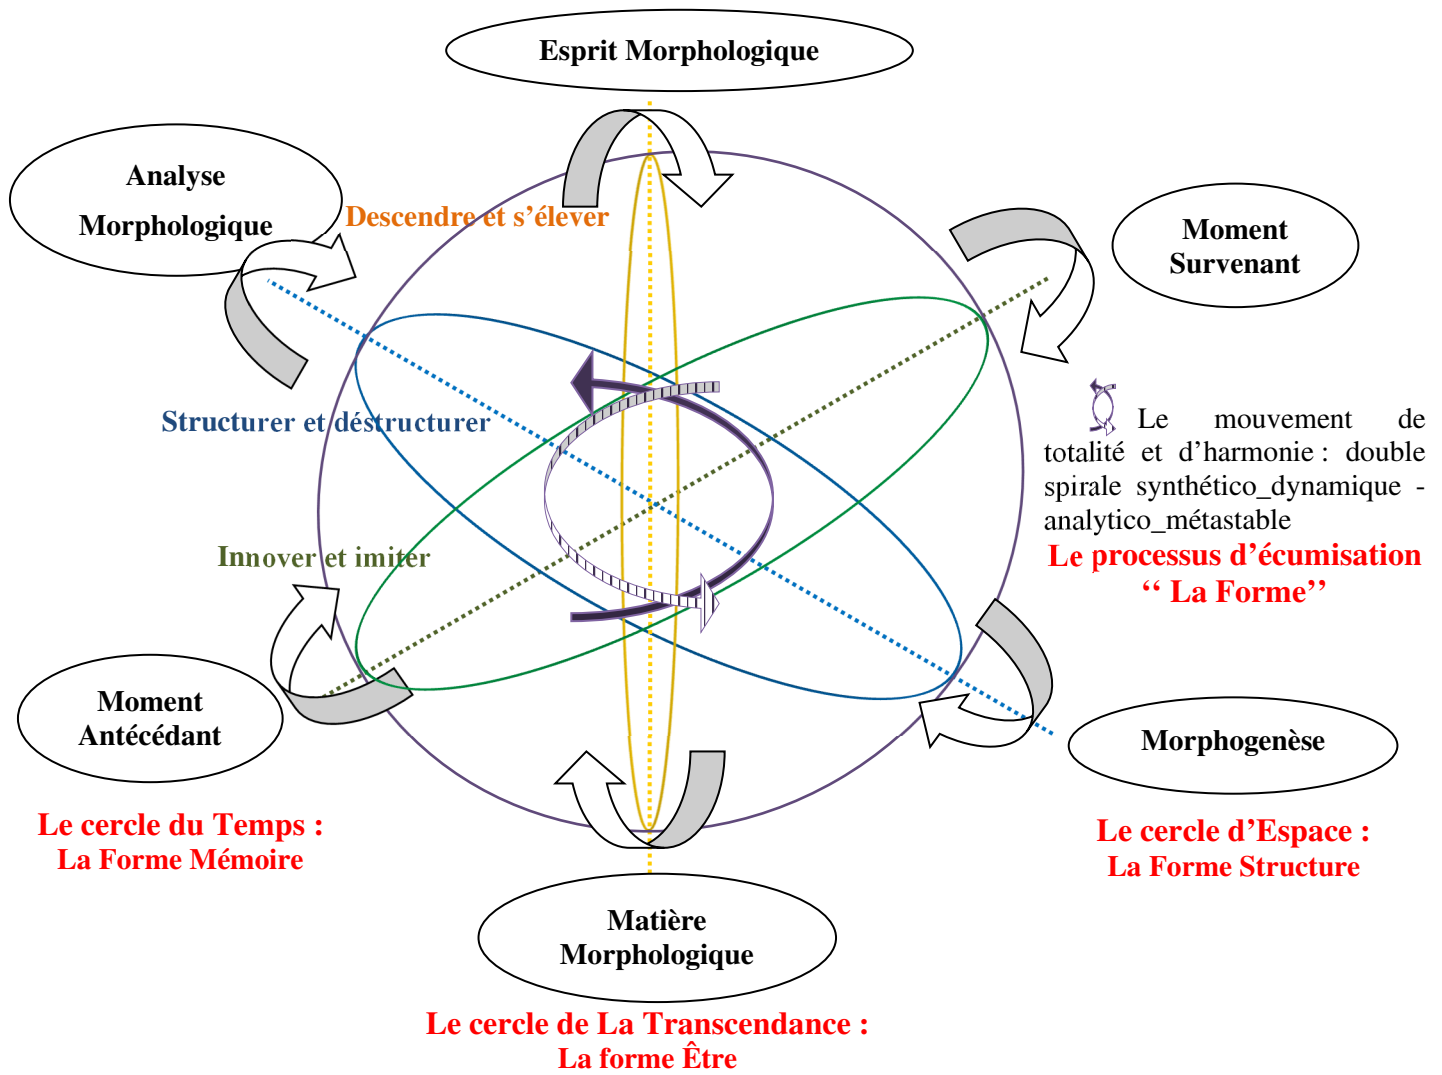 Esprit Morphologique
Analyse
Morphologique
Descendre et s’élever
Moment
Survenant
Structurer et déstructurer
Le mouvement de
totalité et d’harmonie : double
spirale synthético_dynamique -
analytico_métastable
Le processus d’écumisation
‘‘ La Forme’’
Innover et imiter
Moment
Antécédant
Morphogenèse
Le cercle du Temps :
La Forme Mémoire
Le cercle d’Espace :
La Forme Structure
Matière
Morphologique
Le cercle de La Transcendance :
La forme Être